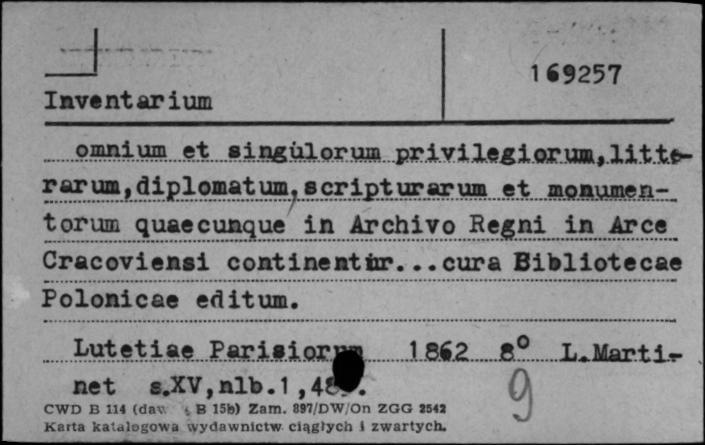 169257
Inventarium
omnium et singulorum privilegiorum,litte-
rarum,diplomatum,scripturarum et monumen-
torum quaecunque in Archivo Regni in Arce
Cracoviensi continentur...cura Bibliotecae
Polonicae editum.
Lutetiae Parisiorum 1862 8° L.Marti-
net s.XV,nlb.1,
9
CWD B 114 (daw. B 15b) Zam. 897/DW/On ZGG 2542
Karta katalogowa wydawnictw ciągłych i zwartych.